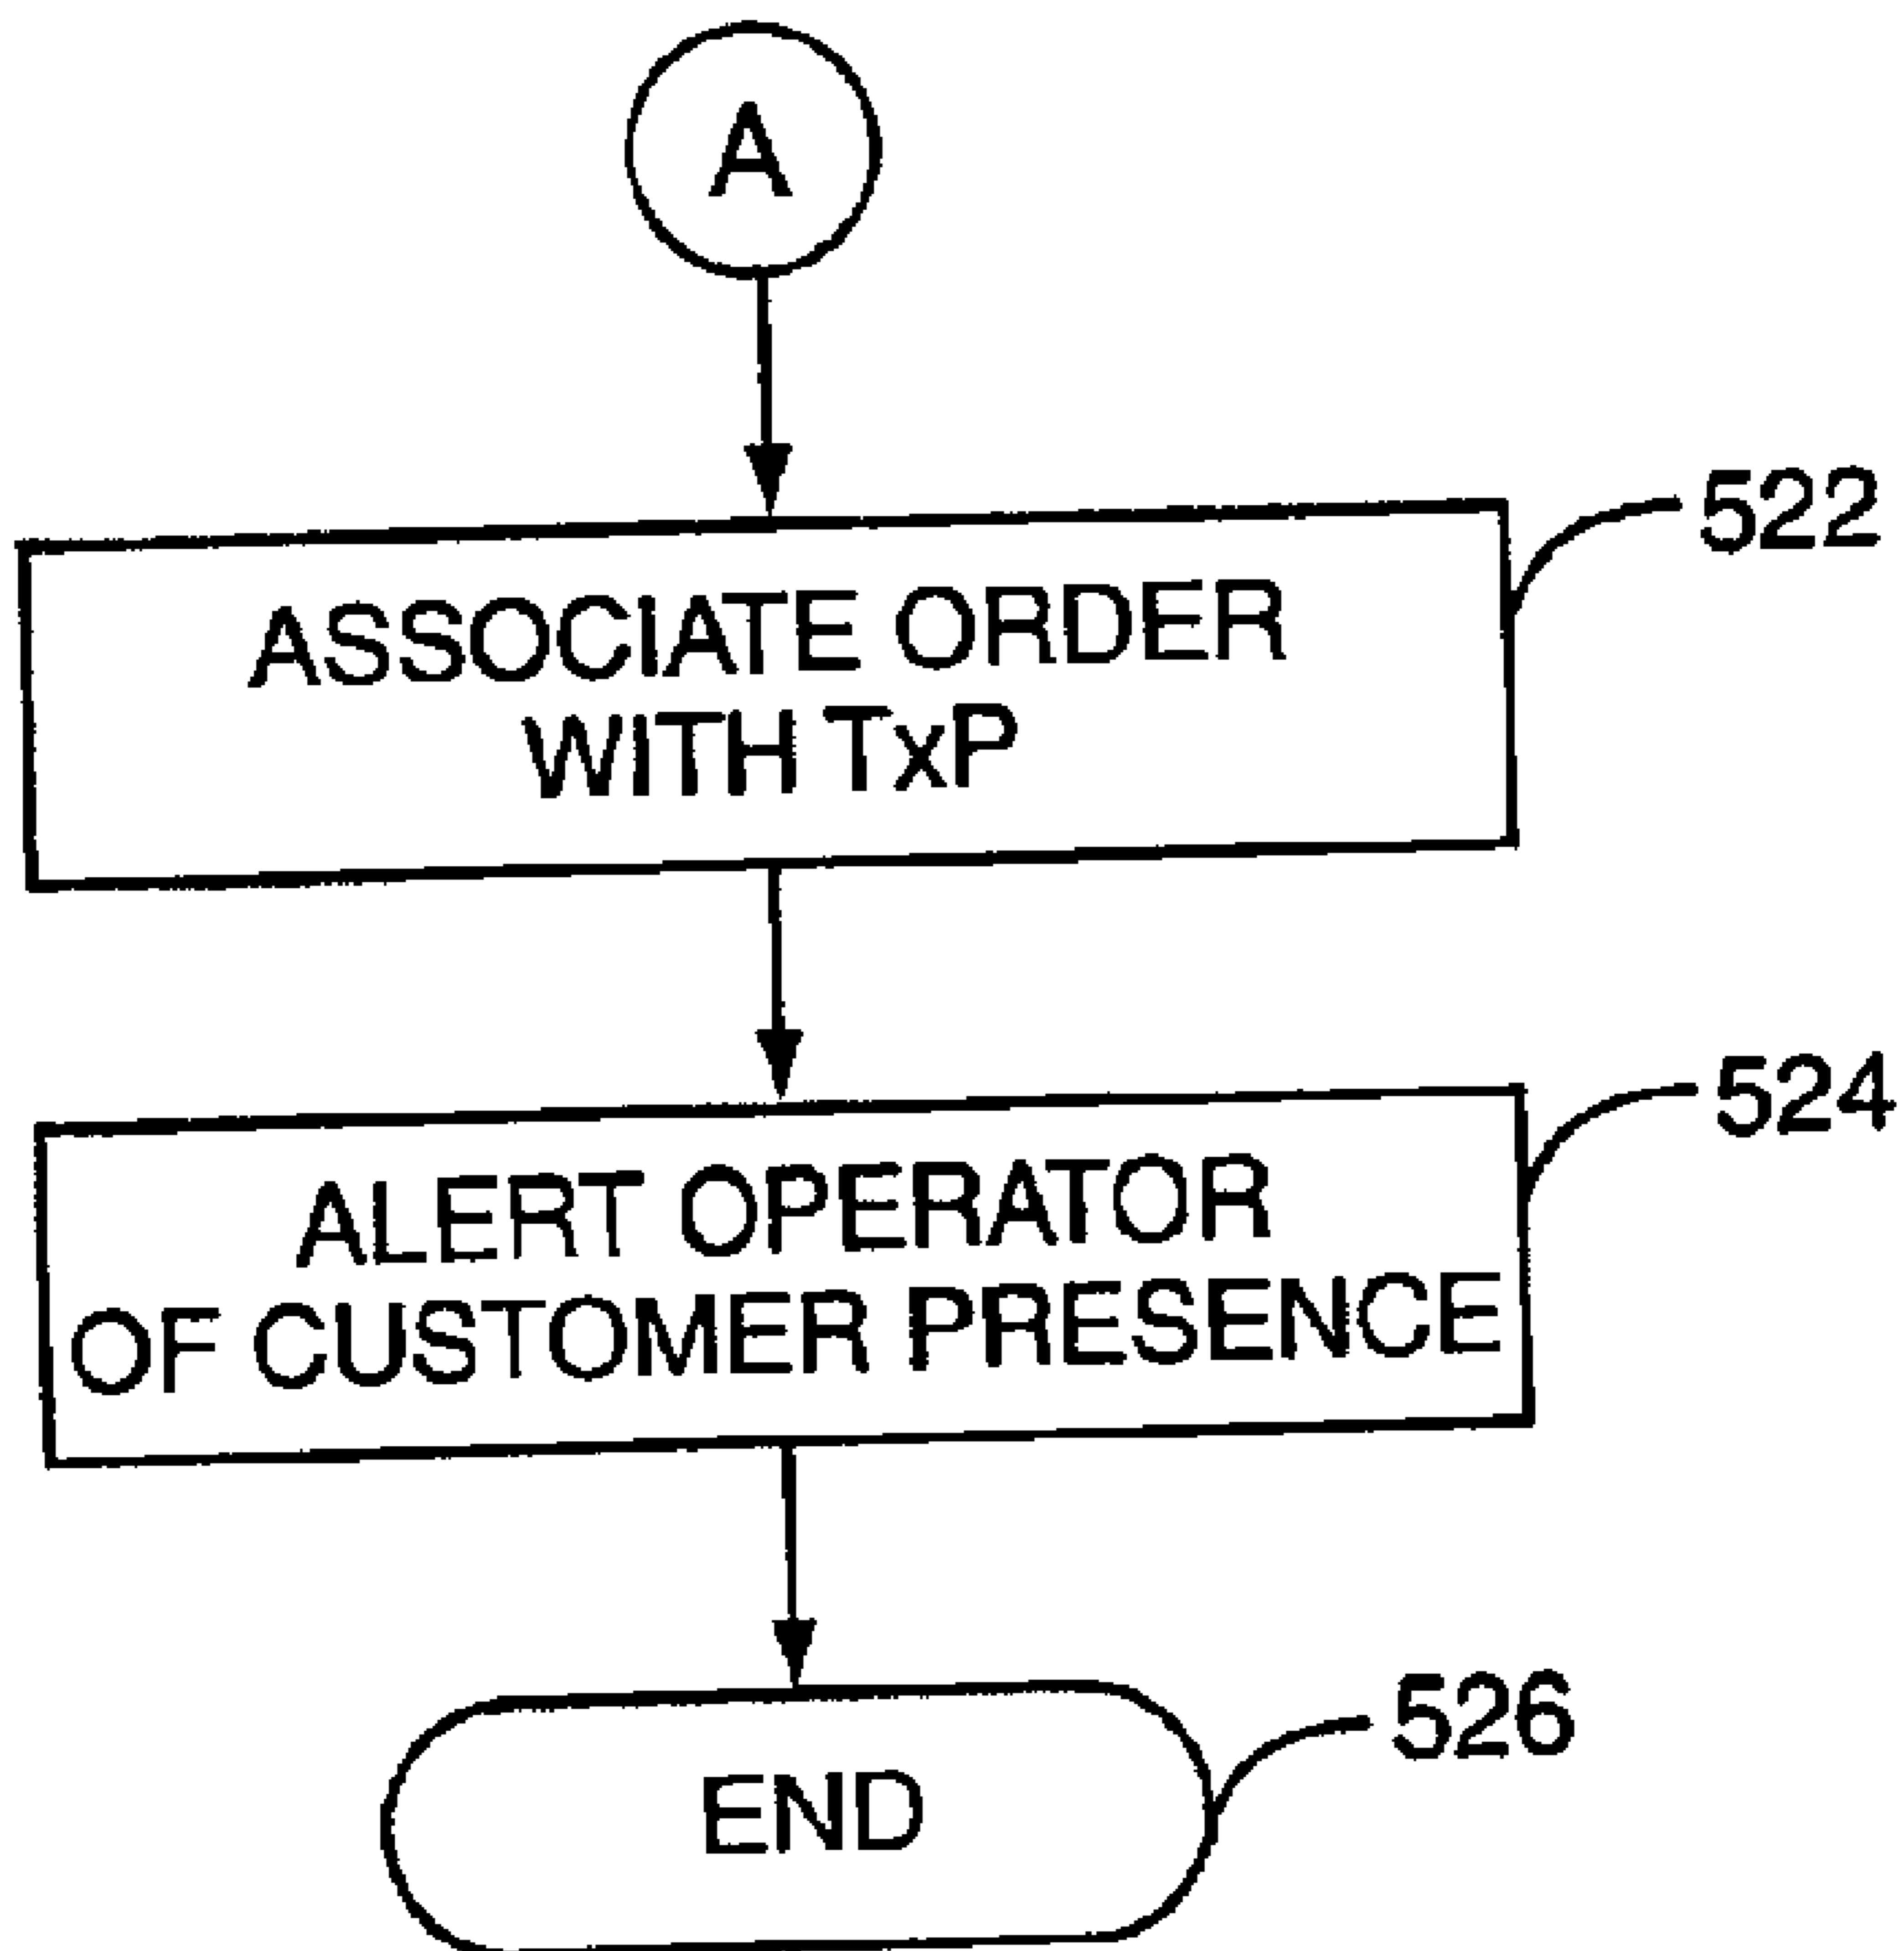 A
522
ASSOCIATE ORDER
WITH TxP
524
ALERT OPERATOR
OF CUSTOMER PRESENCE
526
END